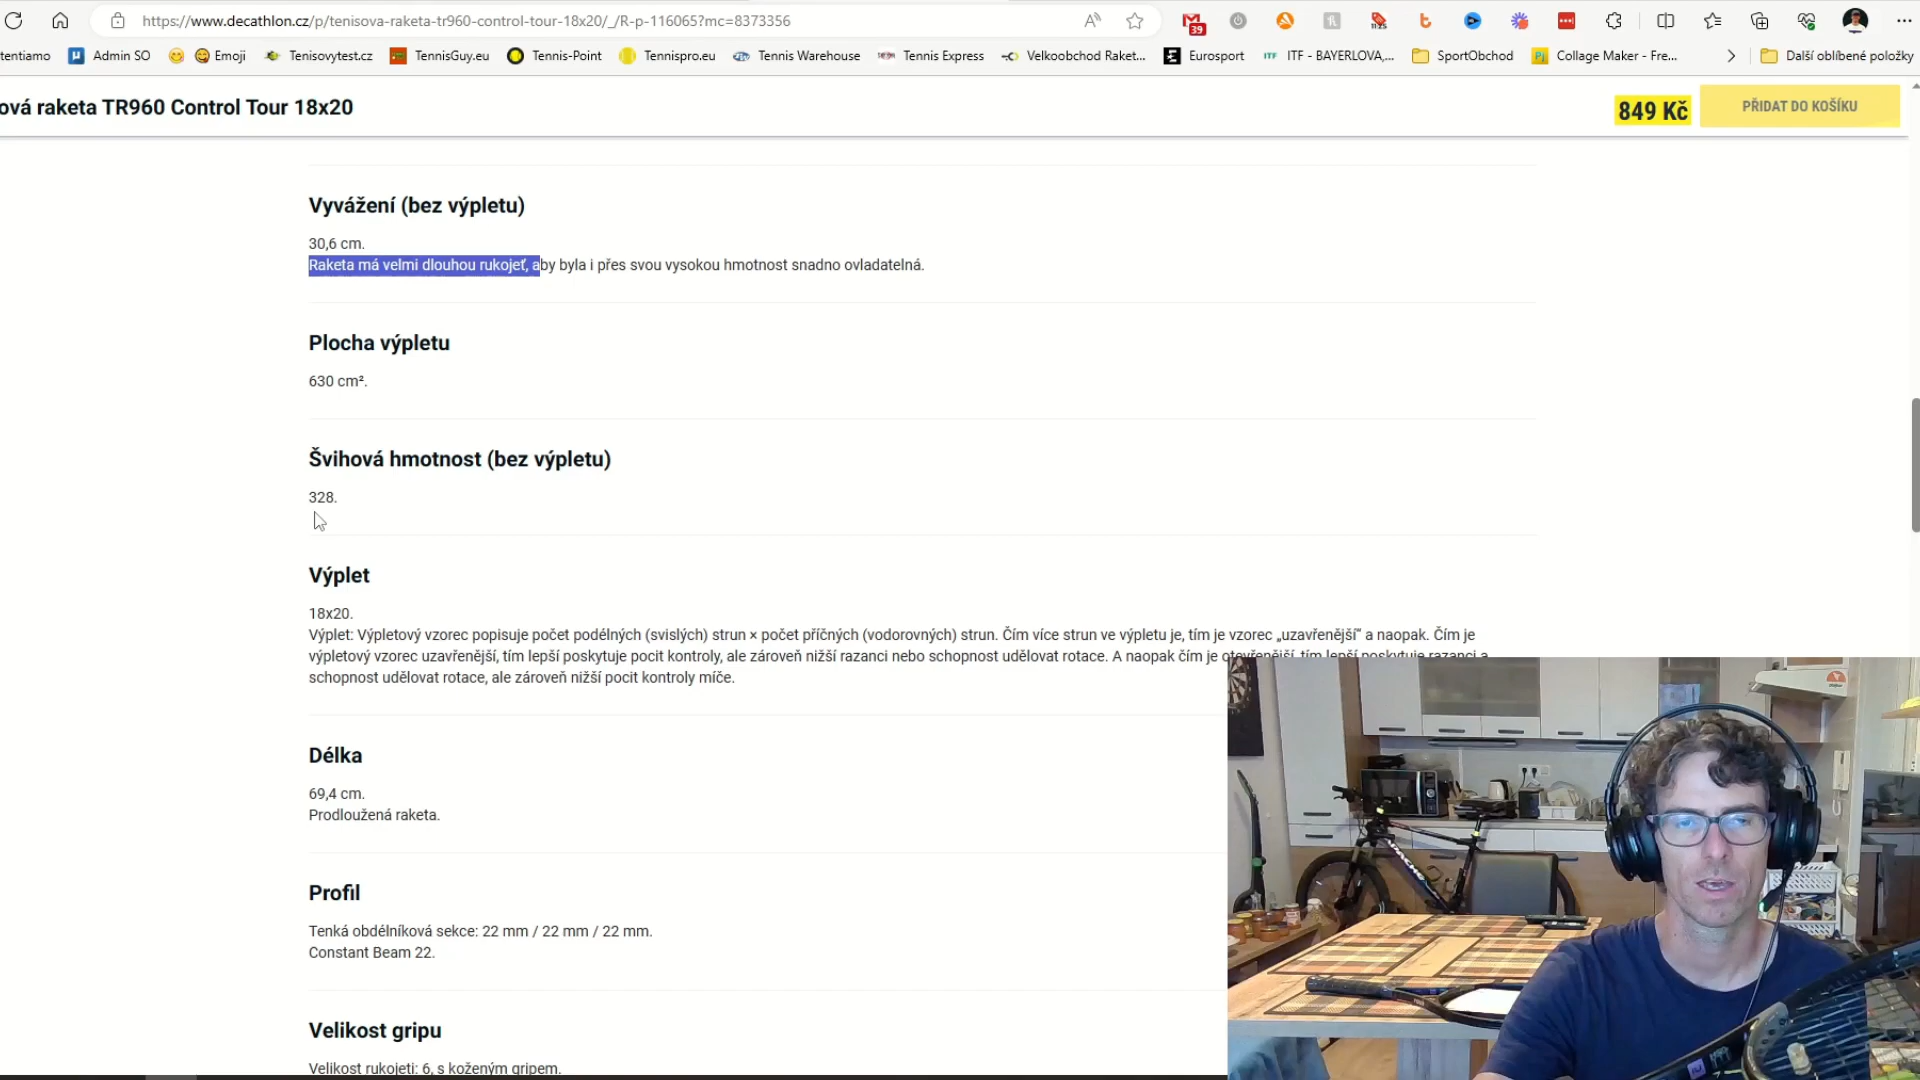 https://www.decathlon.cz/p/tenisova-raketa-tr960-control-tour-18x20/_/R-p-116065?mc=8373356
39
tentiamo
Admin SO
Emoji
Tenisovytest.cz
TennisGuy.eu
Tennis-Point
Tennispro.eu
Tennis Warehouse
Tennis Express
Velkoobchod Raket...
Eurosport
ITF - BAYERLOVA,...
SportObchod
Collage Maker - Fre...
Další oblíbené položky
ová raketa TR960 Control Tour 18x20
849 Kč
PŘIDAT DO KOŠÍKU
Vyvážení (bez výpletu)
30,6 cm.
Raketa má velmi dlouhou rukojeť, aby byla i přes svou vysokou hmotnost snadno ovladatelná.
Plocha výpletu
630 cm².
Švihová hmotnost (bez výpletu)
328.
Výplet
18x20.
Výplet: Výpletový vzorec popisuje počet podélných (svislých) strun × počet příčných (vodorovných) strun. Čím více strun ve výpletu je, tím je vzorec „uzavřenější" a naopak. Čím je
výpletový vzorec uzavřenější, tím lepší poskytuje pocit kontroly, ale zároveň nižší razanci nebo schopnost udělovat rotace. A naopak čím je otevřenější, tím lepší poskytuje razanci a
schopnost udělovat rotace, ale zároveň nižší pocit kontroly míče.
Délka
69,4 cm.
Prodloužená raketa.
Profil
Tenká obdélníková sekce: 22 mm / 22 mm / 22 mm.
Constant Beam 22.
Velikost gripu
Velikost rukojeti: 6, s koženým gripem.
APACHE